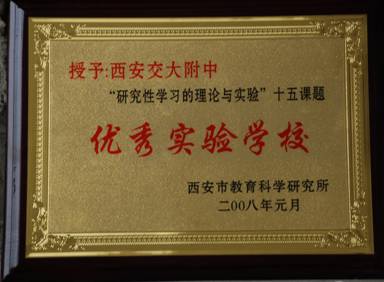 授予:西安交大附中
“研究性学习的理论与实验”十五课题
优秀实验学校
西安市教育科学研究所
二00八年元月